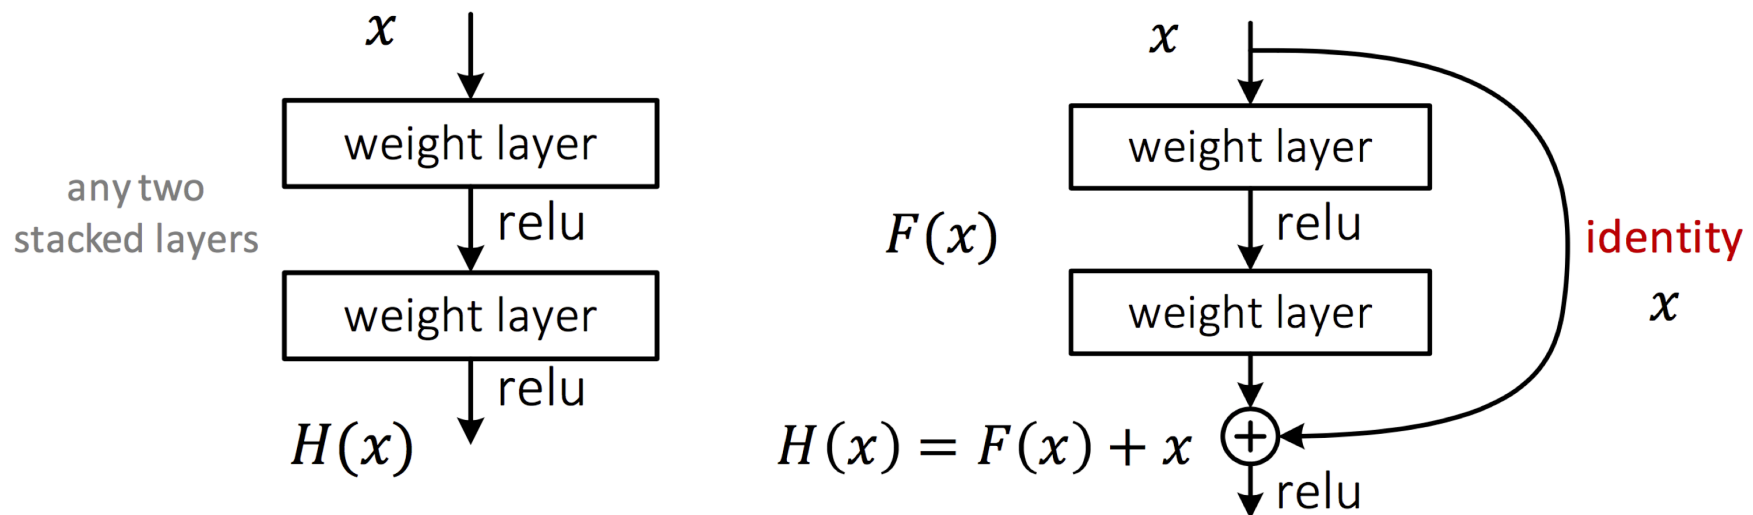 x
weight layer
any two
stacked layers
relu
weight layer
relu
H(x)
x
weight layer
F(x)
relu
identity
x
weight layer
H(x) = F(x) + x
+
relu